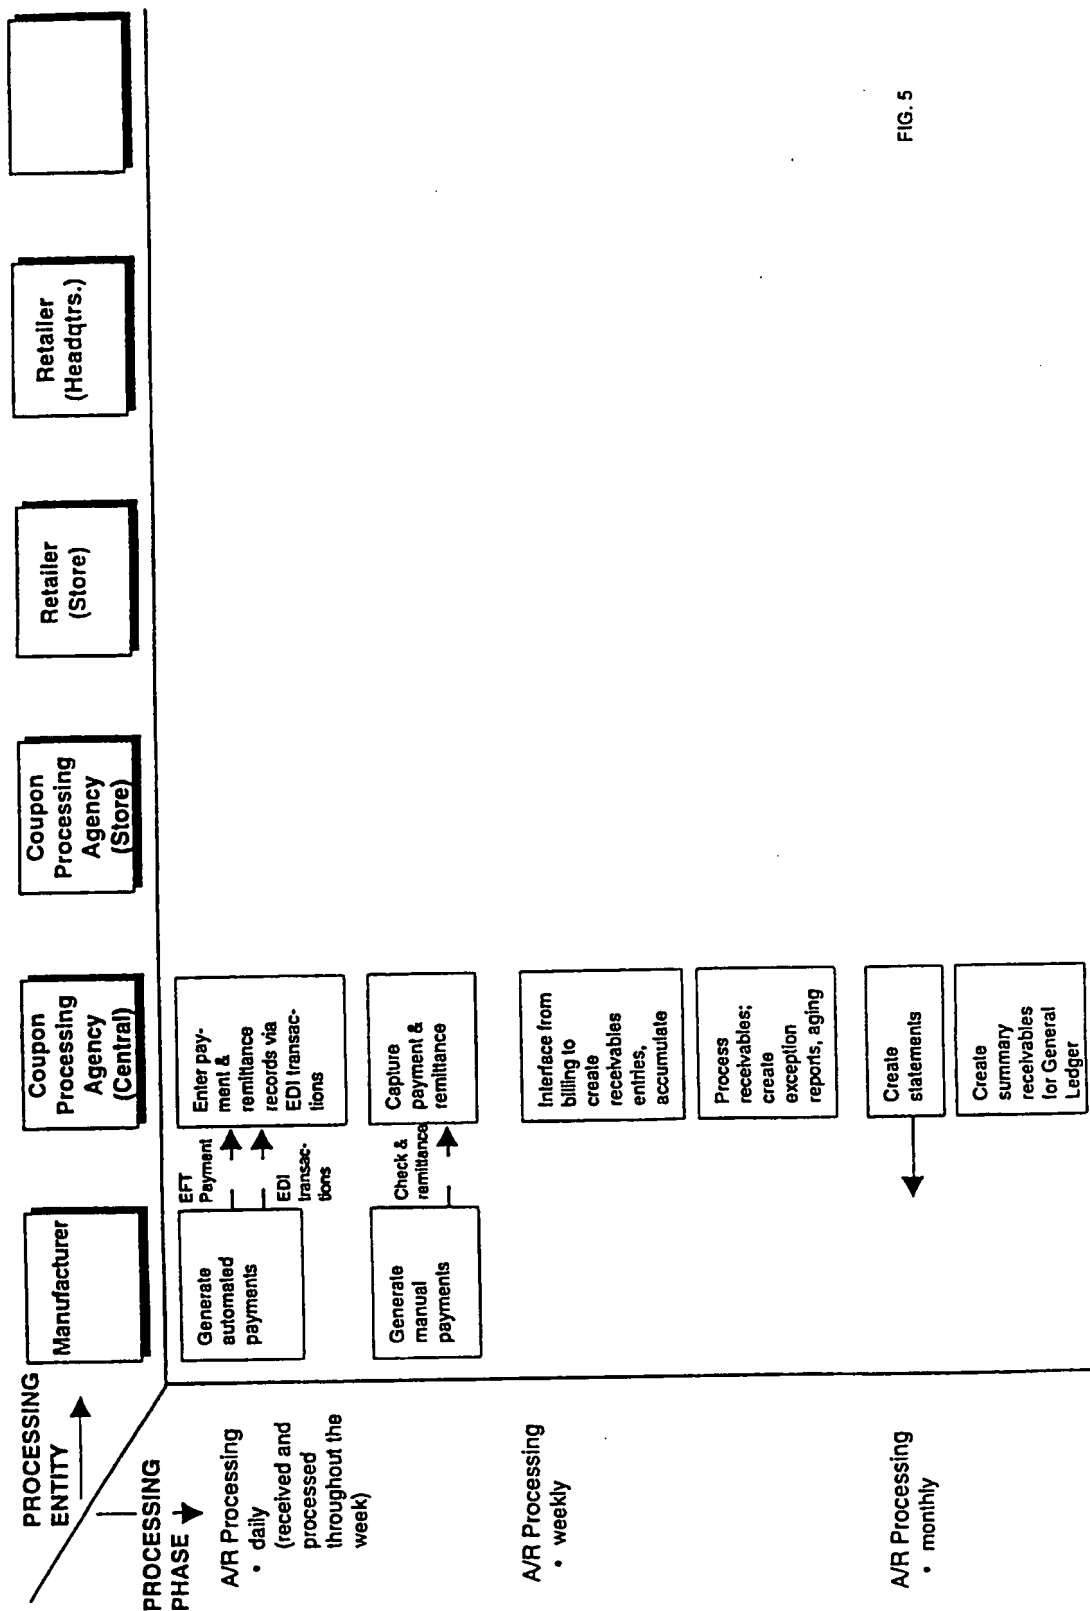 PROCESSING
ENTITY
PROCESSING
PHASE
Manufacturer
Coupon
Processing
Agency
(Central)
Coupon
Processing
Agency
(Store)
Retailer
(Store)
Retailer
(Headqtrs.)
A/R Processing
• daily
(received and
processed
throughout the
week)
Generate
automated
payments
EFT
Payment
EDI
transac-
tions
Enter pay-
ment &
remittance
records via
EDI transac-
tions
Generate
manual
payments
Check &
remittance
Capture
payment &
remittance
A/R Processing
• weekly
Interface from
billing to
create
receivables
entries,
accumulate
Process
receivables;
create
exception
reports, aging
A/R Processing
• monthly
Create
statements
Create
summary
receivables
for General
Ledger
FIG. 5